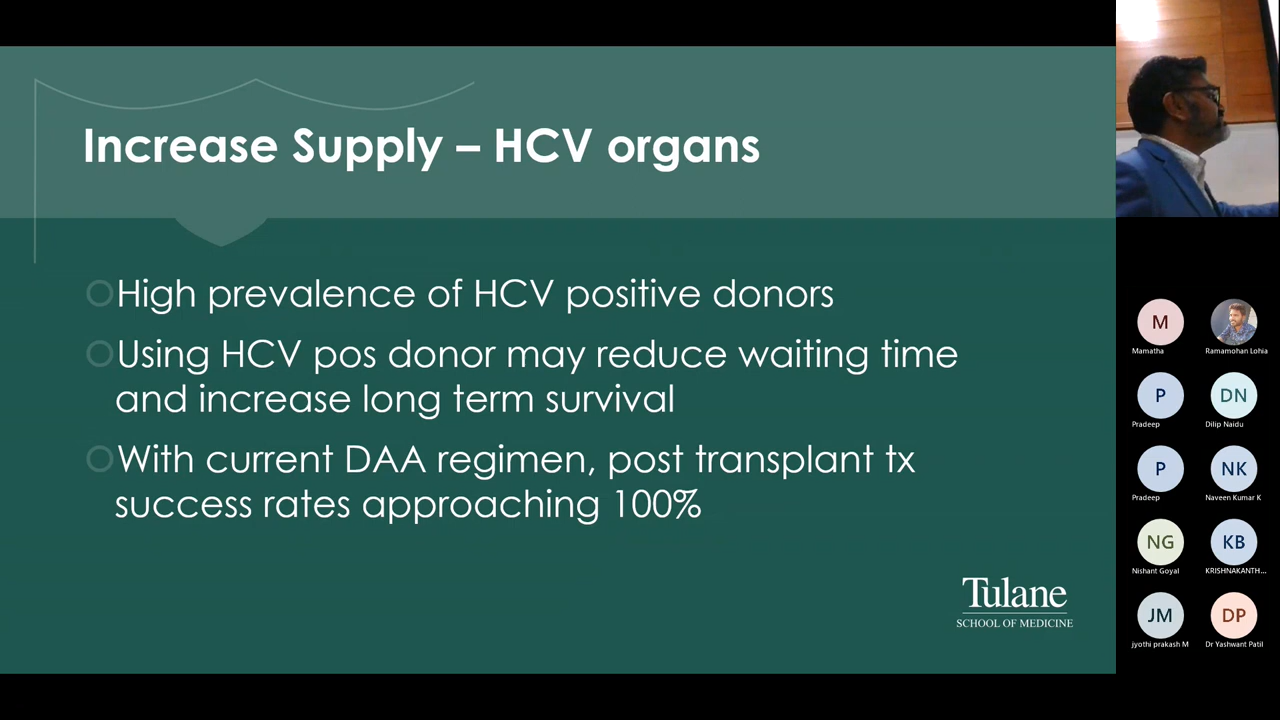 Increase Supply – HCV organs
High prevalence of HCV positive donors
Using HCV pos donor may reduce waiting time
and increase long term survival
With current DAA regimen, post transplant tx
success rates approaching 100%
Tulane
SCHOOL OF MEDICINE
M
Mamatha
Ramamohan Lohia
P
Pradeep
DN
Dilip Naidu
P
Pradeep
NK
Naveen Kumar K
NG
Nishant Goyal
KB
KRISHNAKANTH...
JM
jyothi prakash M
DP
Dr Yashwant Patil